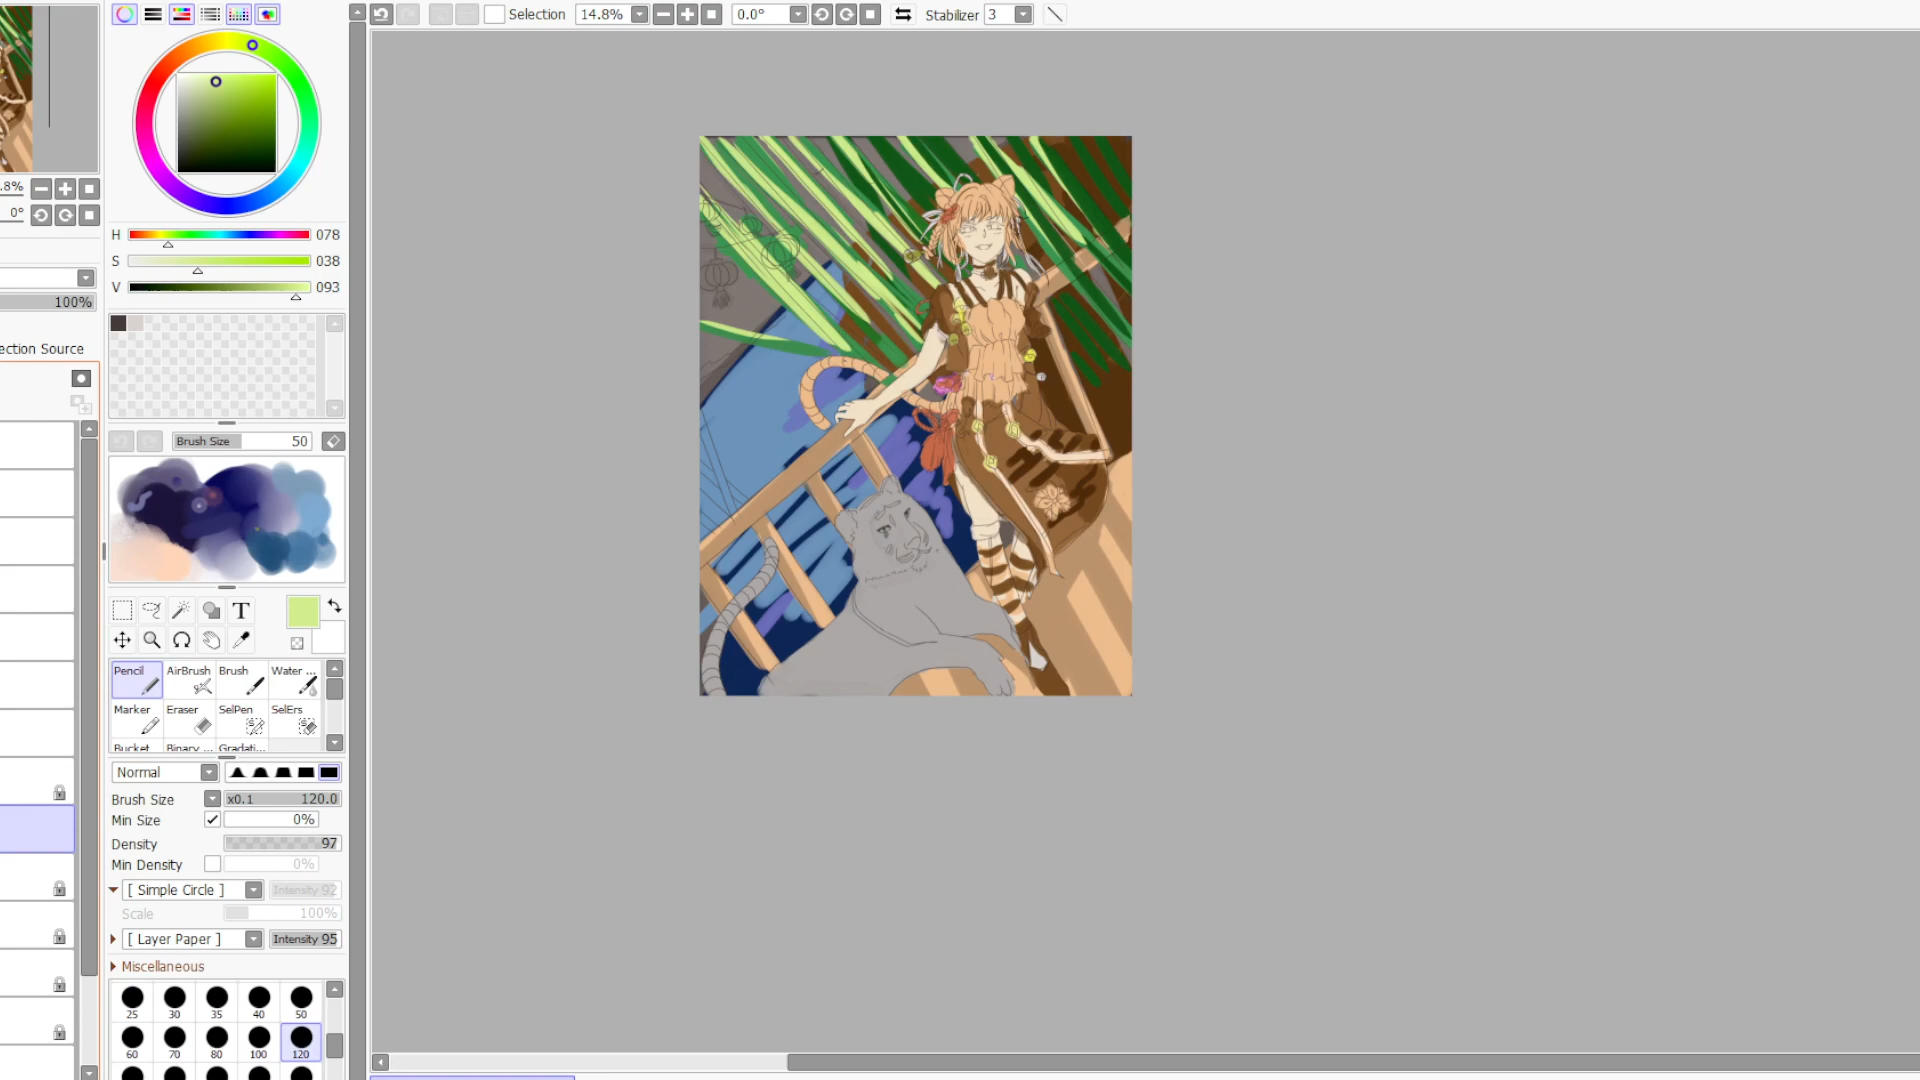 Selection 14.8% 0.0° Stabilizer 3
.8%
0°
H 078
S 038
V 093
100%
ection Source
Brush Size 50
T
Pencil AirBrush Brush Water ...
Marker Eraser SelPen SelErs
Bucket Binary ... Gradati...
Normal
Brush Size x0.1 120.0
Min Size 0%
Density 97
Min Density 0%
[ Simple Circle ] Intensity 92
Scale 100%
[ Layer Paper ] Intensity 95
Miscellaneous
25 30 35 40 50
60 70 80 100 120